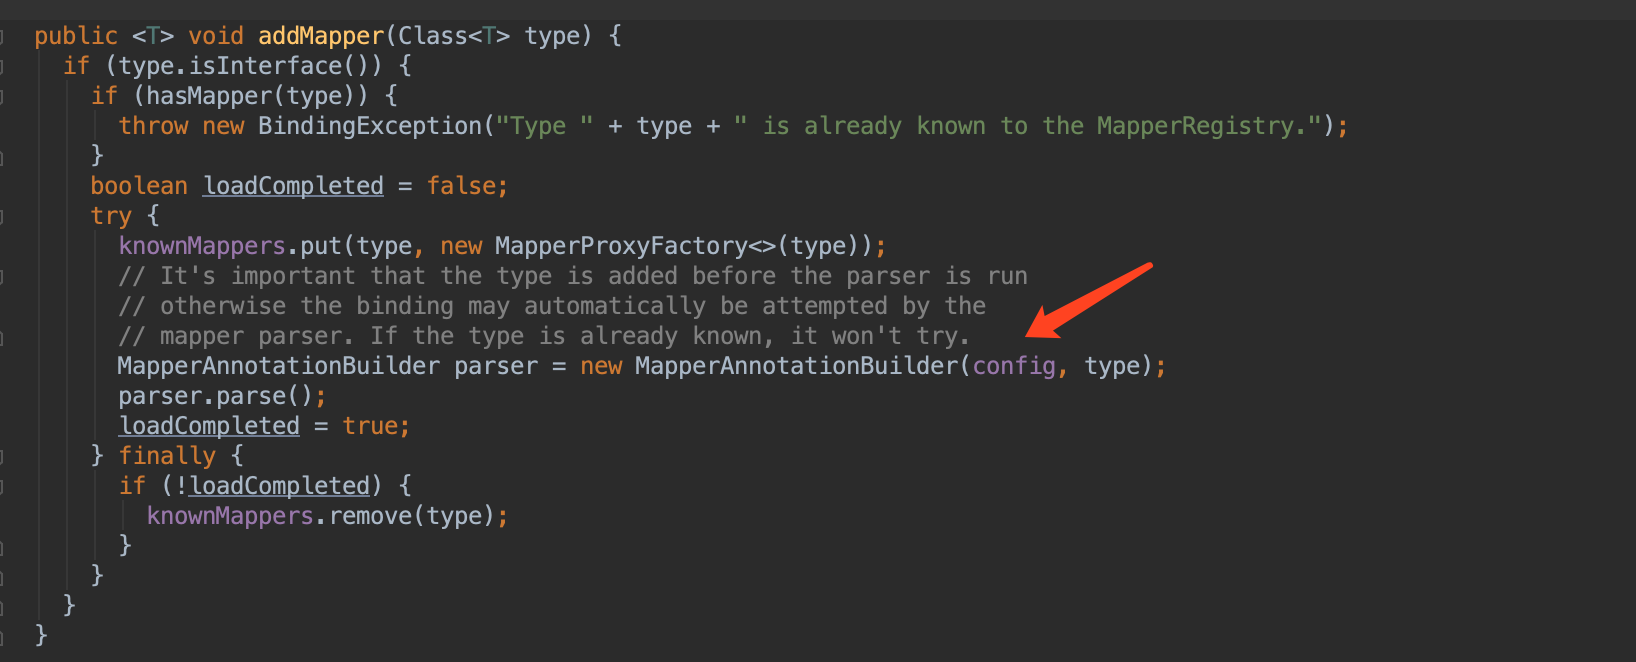 public <T> void addMapper(Class<T> type) {
if (type.isInterface()) {
if (hasMapper(type)) {
throw new BindingException("Type " + type + " is already known to the MapperRegistry.");
}
boolean loadCompleted = false;
try {
knownMappers.put(type, new MapperProxyFactory<>(type));
// It's important that the type is added before the parser is run
// otherwise the binding may automatically be attempted by the
// mapper parser. If the type is already known, it won't try.
MapperAnnotationBuilder parser = new MapperAnnotationBuilder(config, type);
parser.parse();
loadCompleted = true;
} finally {
if (!loadCompleted) {
knownMappers.remove(type);
}
}
}
}